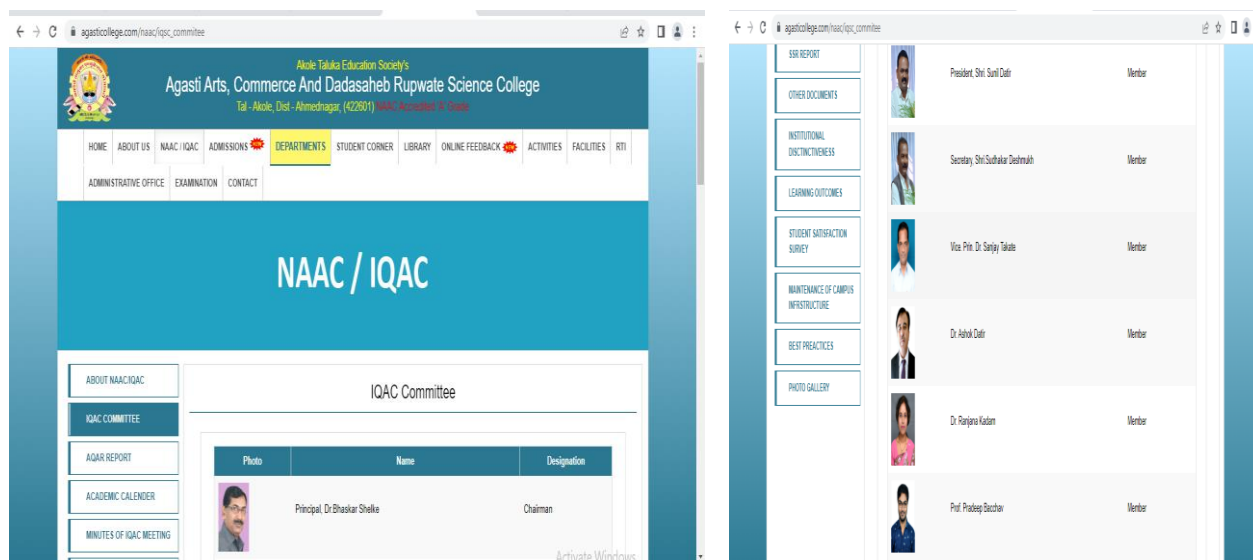 agasticollege.com/naac/iqsc_commitee
Akole Taluka Education Society's
Agasti Arts, Commerce And Dadasaheb Rupwate Science College
Tal - Akole, Dist - Ahmednagar, (422601) NAAC Accredited 'A' Grade
HOME ABOUT US NAAC / IQAC ADMISSIONS DEPARTMENTS STUDENT CORNER LIBRARY ONLINE FEEDBACK ACTIVITIES FACILITIES RTI
ADMINISTRATIVE OFFICE EXAMINATION CONTACT
NAAC / IQAC
ABOUT NAAC\IQAC
IQAC COMMITTEE
AQAR REPORT
ACADEMIC CALENDER
MINUTES OF IQAC MEETING
IQAC Committee
Photo Name Designation
Principal, Dr.Bhaskar Shelke Chairman
Activate Windows
agasticollege.com/naac/iqsc_commitee
SSR REPORT
OTHER DOCUMENTS
INSTITUTIONAL
DISCTINCTIVENESS
LEARNING OUTCOMES
STUDENT SATISFACTION
SURVEY
MAINTENANCE OF CAMPUS
INFRSTRUCTURE
BEST PREACTICES
PHOTO GALLERY
President, Shri. Sunil Datir Member
Secretary, Shri.Sudhakar Deshmukh Member
Vice. Prin. Dr. Sanjay Takate Member
Dr. Ashok Datir Member
Dr. Ranjana Kadam Member
Prof. Pradeep Bacchav Member